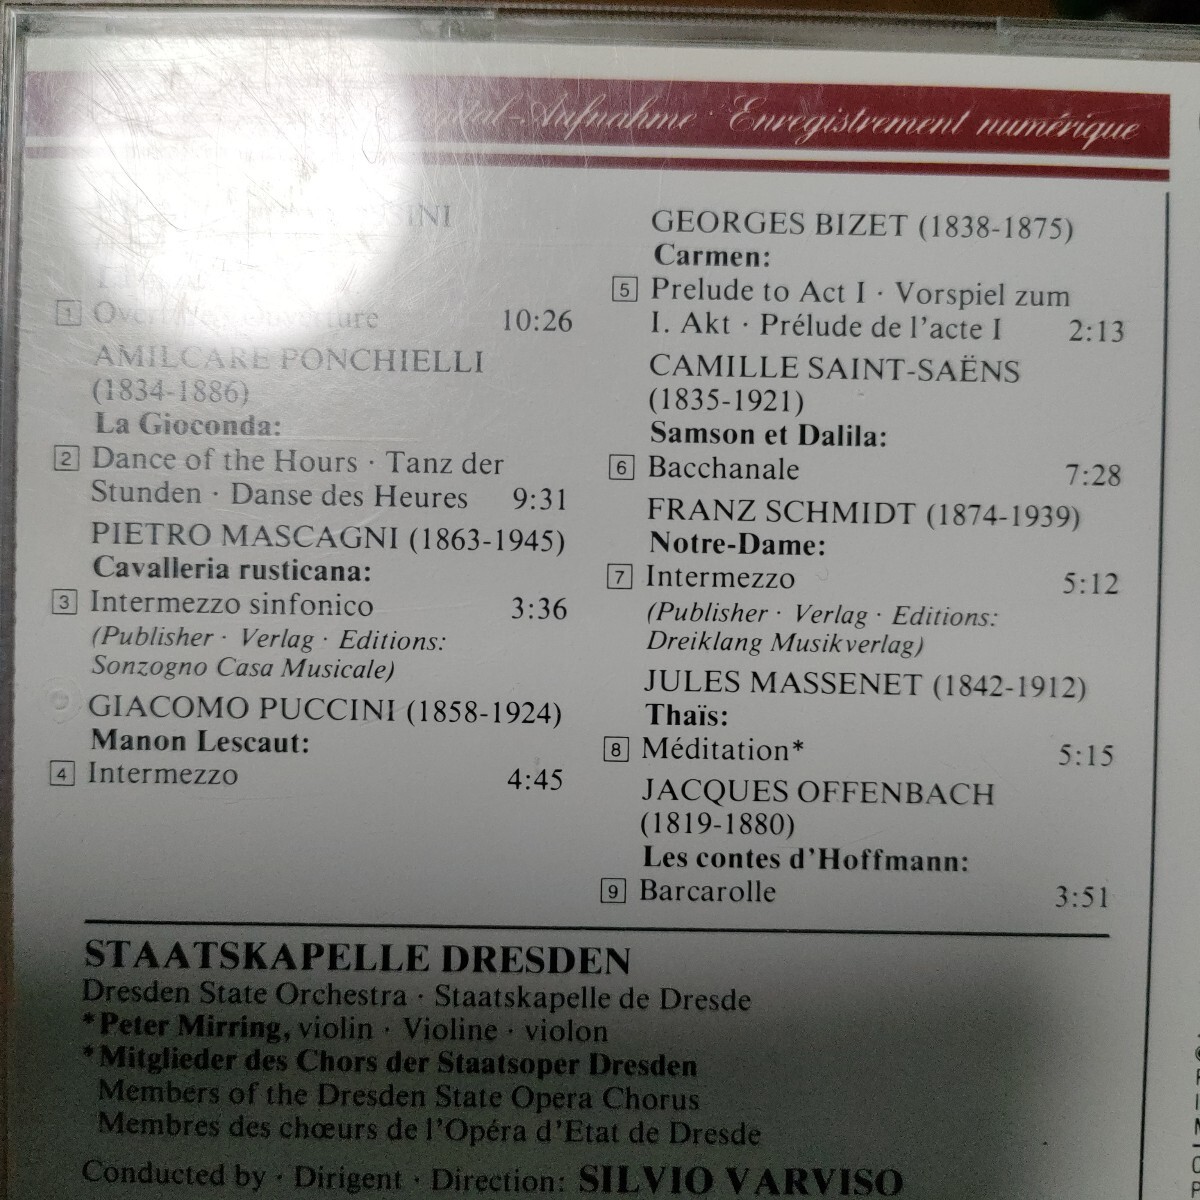 Digital-Aufnahme · Enregistrement numérique
1 Overture
10:26
AMILCARE PONCHIELLI
(1834-1886)
La Gioconda:
2 Dance of the Hours · Tanz der
Stunden · Danse des Heures 9:31
PIETRO MASCAGNI (1863-1945)
Cavalleria rusticana:
3 Intermezzo sinfonico 3:36
(Publisher · Verlag · Editions:
Sonzogno Casa Musicale)
GIACOMO PUCCINI (1858-1924)
Manon Lescaut:
4 Intermezzo 4:45
GEORGES BIZET (1838-1875)
Carmen:
5 Prelude to Act I · Vorspiel zum
I. Akt · Prélude de l'acte I 2:13
CAMILLE SAINT-SAËNS
(1835-1921)
Samson et Dalila:
6 Bacchanale 7:28
FRANZ SCHMIDT (1874-1939)
Notre-Dame:
7 Intermezzo 5:12
(Publisher · Verlag · Editions:
Dreiklang Musikverlag)
JULES MASSENET (1842-1912)
Thaïs:
8 Méditation* 5:15
JACQUES OFFENBACH
(1819-1880)
Les contes d'Hoffmann:
9 Barcarolle 3:51
STAATSKAPELLE DRESDEN
Dresden State Orchestra · Staatskapelle de Dresde
*Peter Mirring, violin · Violine · violon
*Mitglieder des Chors der Staatsoper Dresden
Members of the Dresden State Opera Chorus
Membres des chœurs de l'Opéra d'Etat de Dresde
Conducted by · Dirigent · Direction: SILVIO VARVISO